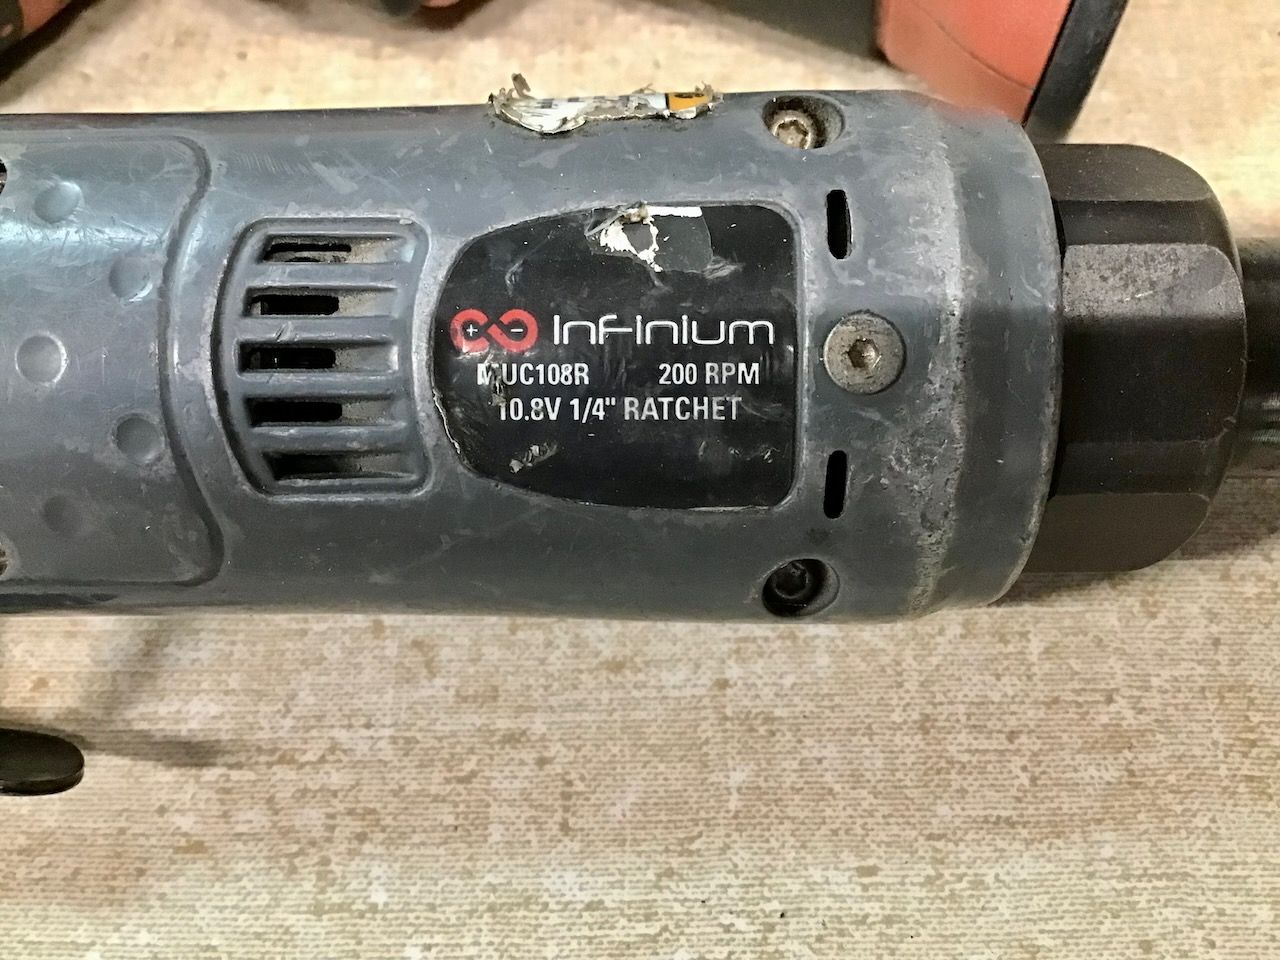 InFinium
MUC108R 200 RPM
10.8V 1/4" RATCHET